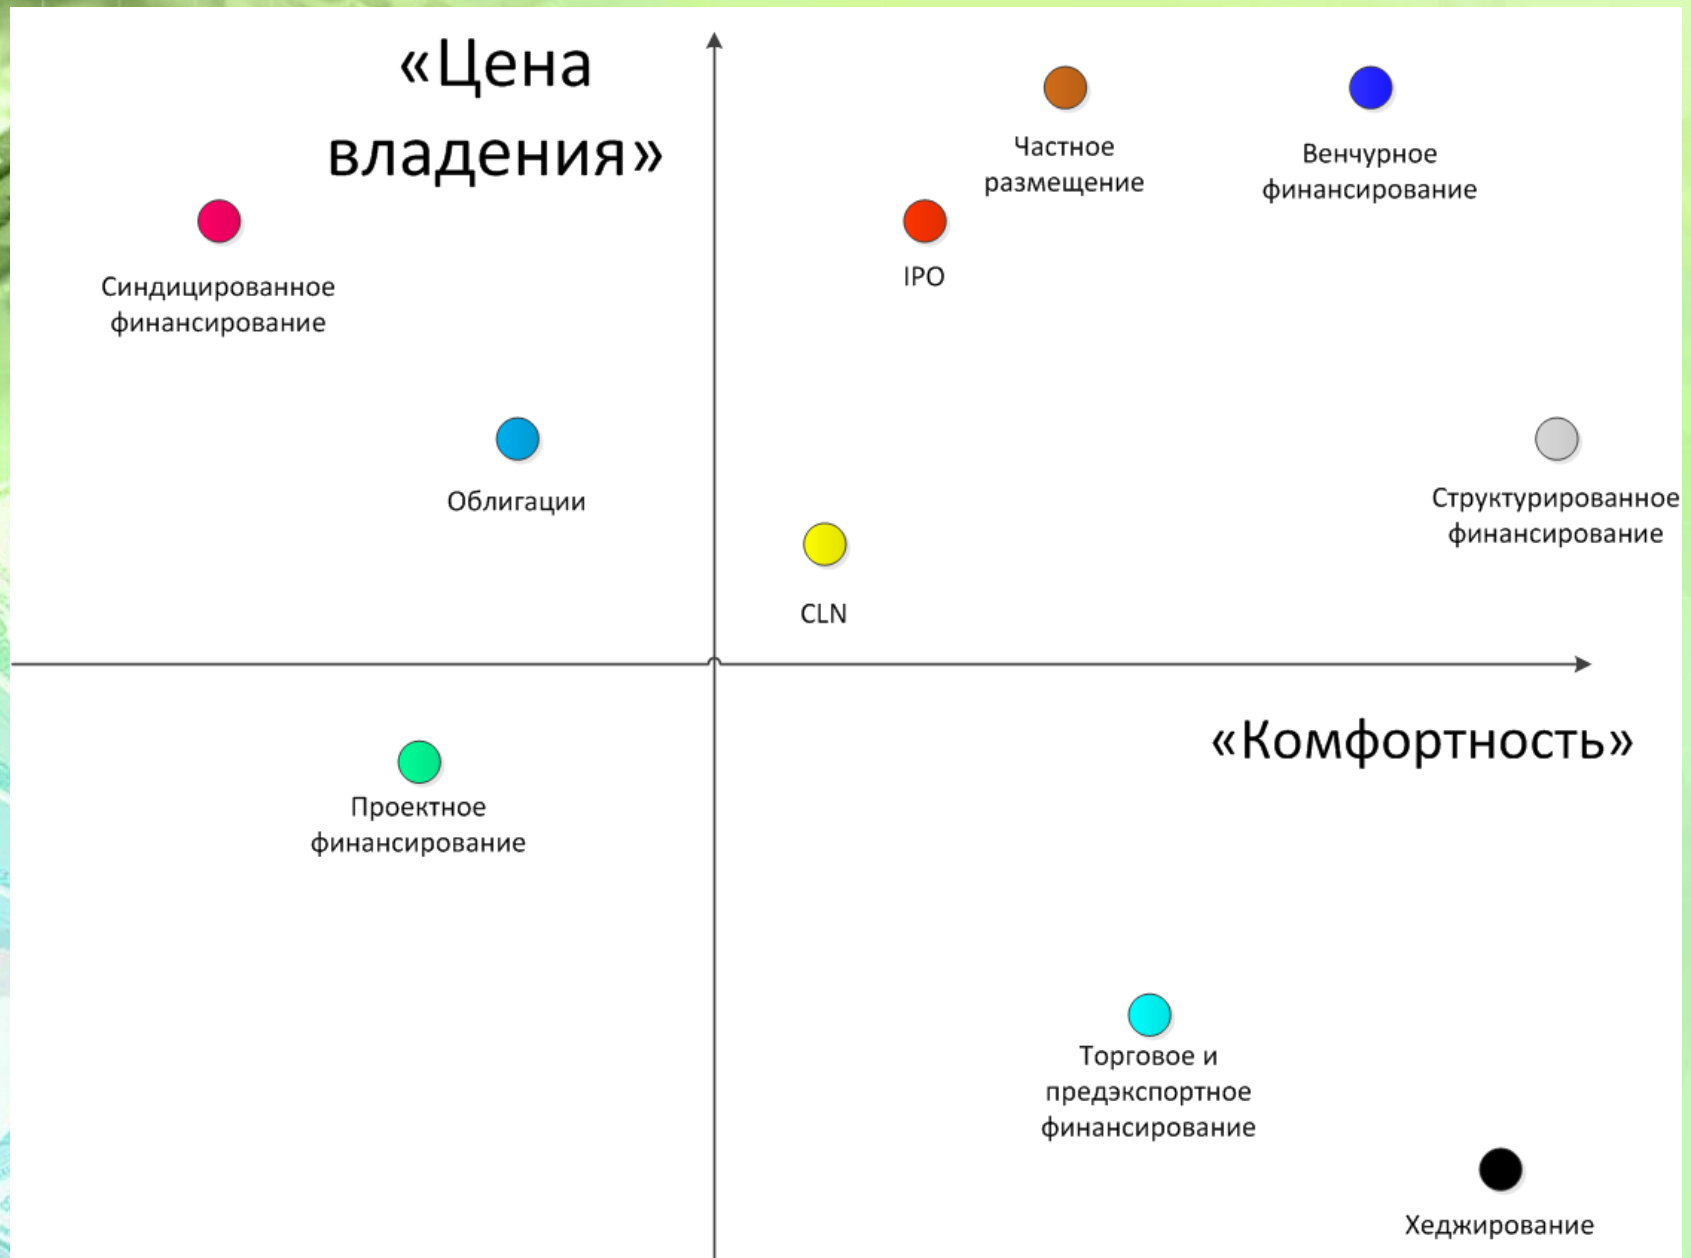 «Цена
владения»
Частное
размещение
Венчурное
финансирование
IPO
Синдицированное
финансирование
Облигации
Структурированное
финансирование
CLN
«Комфортность»
Проектное
финансирование
Торговое и
предэкспортное
финансирование
Хеджирование